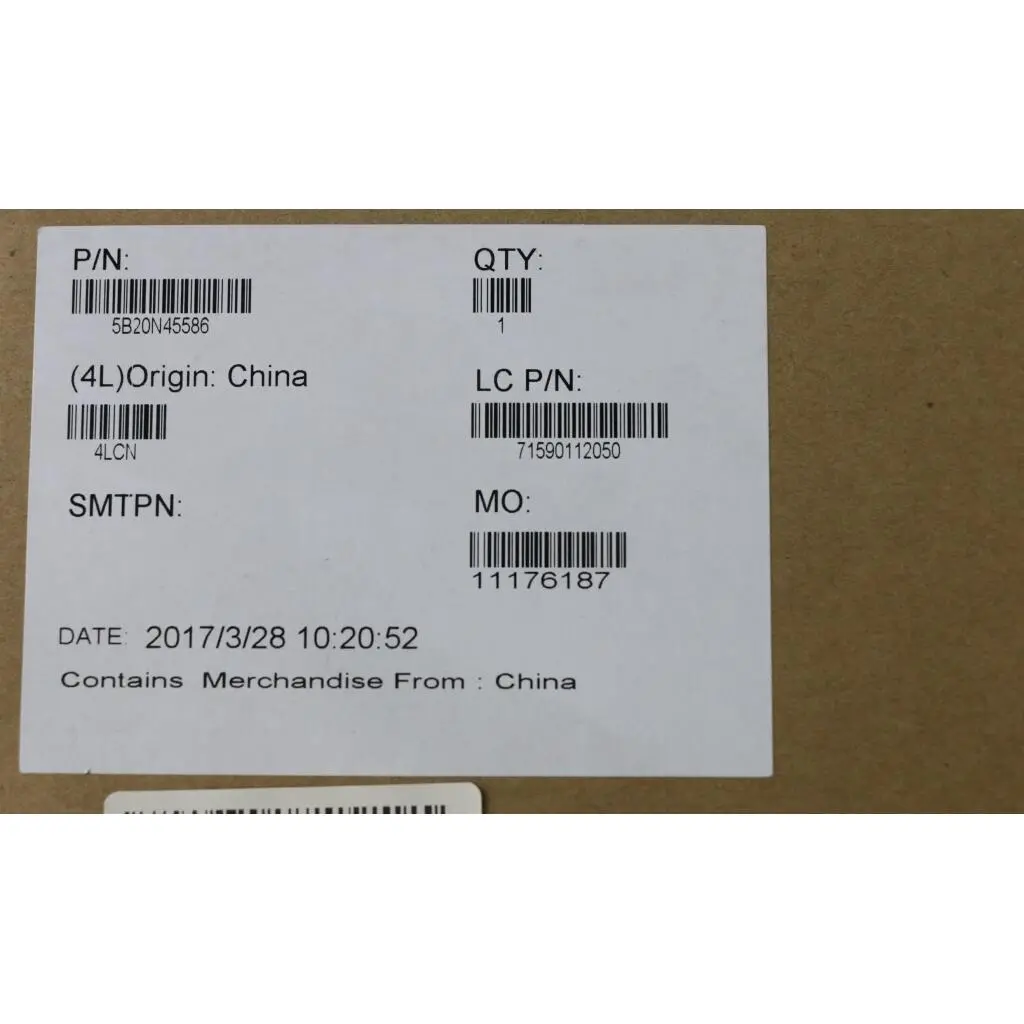 P/N:
5B20N45586
QTY:
1
(4L)Origin: China
4LCN
LC P/N:
71590112050
SMTPN:
MO:
11176187
DATE: 2017/3/28 10:20:52
Contains Merchandise From : China